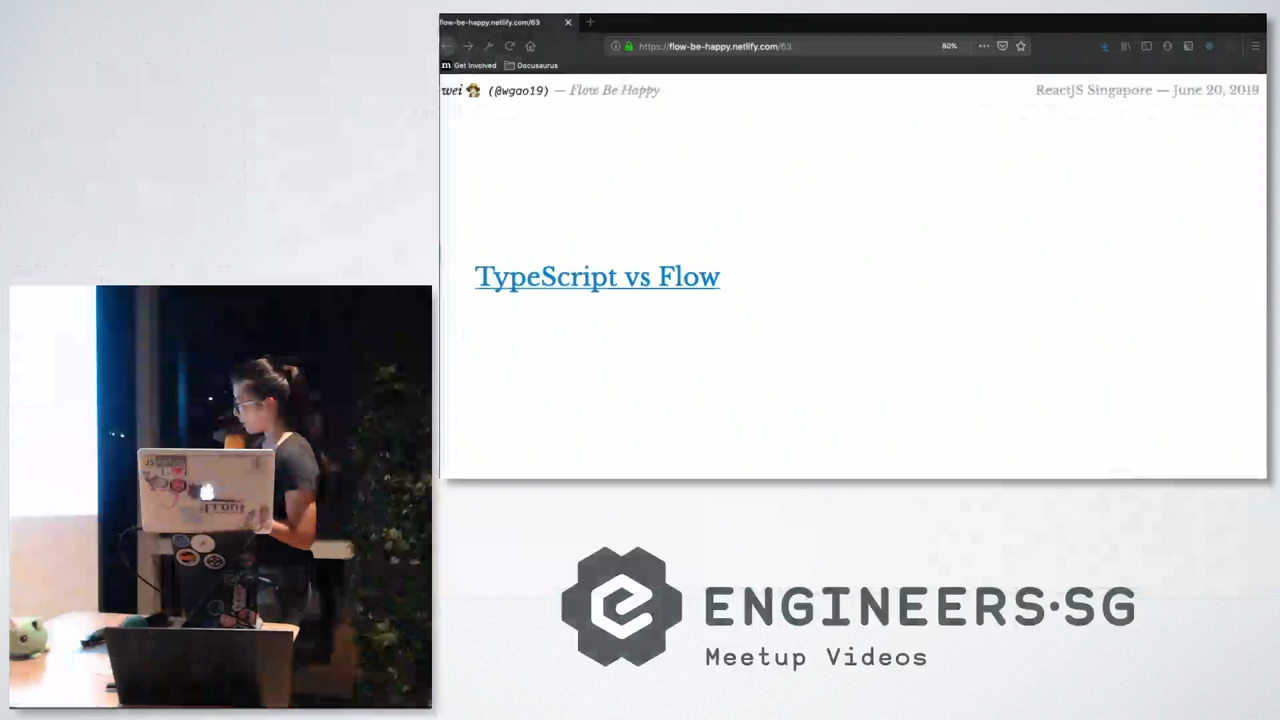 flow-be-happy.netlify.com/63
https://flow-be-happy.netlify.com/63
80%
m Get Involved
Docusaurus
wei (@wgao19) — Flow Be Happy
ReactJS Singapore — June 20, 2019
TypeScript vs Flow
Front
ENGINEERS·SG
Meetup Videos